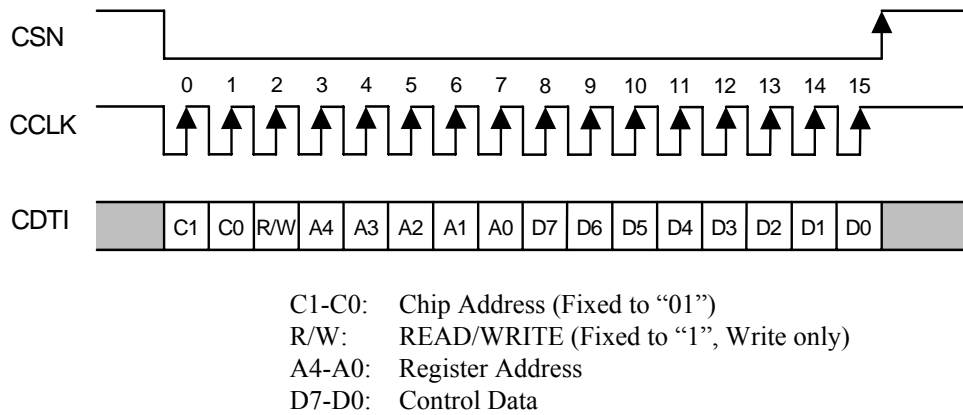 CSN
0 1 2 3 4 5 6 7 8 9 10 11 12 13 14 15
CCLK
CDTI C1 C0 R/W A4 A3 A2 A1 A0 D7 D6 D5 D4 D3 D2 D1 D0
C1-C0: Chip Address (Fixed to “01”)
R/W: READ/WRITE (Fixed to “1”, Write only)
A4-A0: Register Address
D7-D0: Control Data